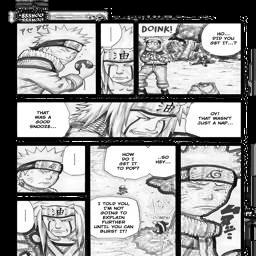 DOINK!
HO...
DID YOU
GET IT...?
THAT
WAS A
GOOD
SNOOZE...
OY!
THAT WASN'T
JUST A NAP...
HOW
DO I
GET IT
TO POP?
...SO
HEY...
I TOLD YOU,
I'M NOT
GOING TO
EXPLAIN
FURTHER
UNTIL YOU CAN
BURST IT!